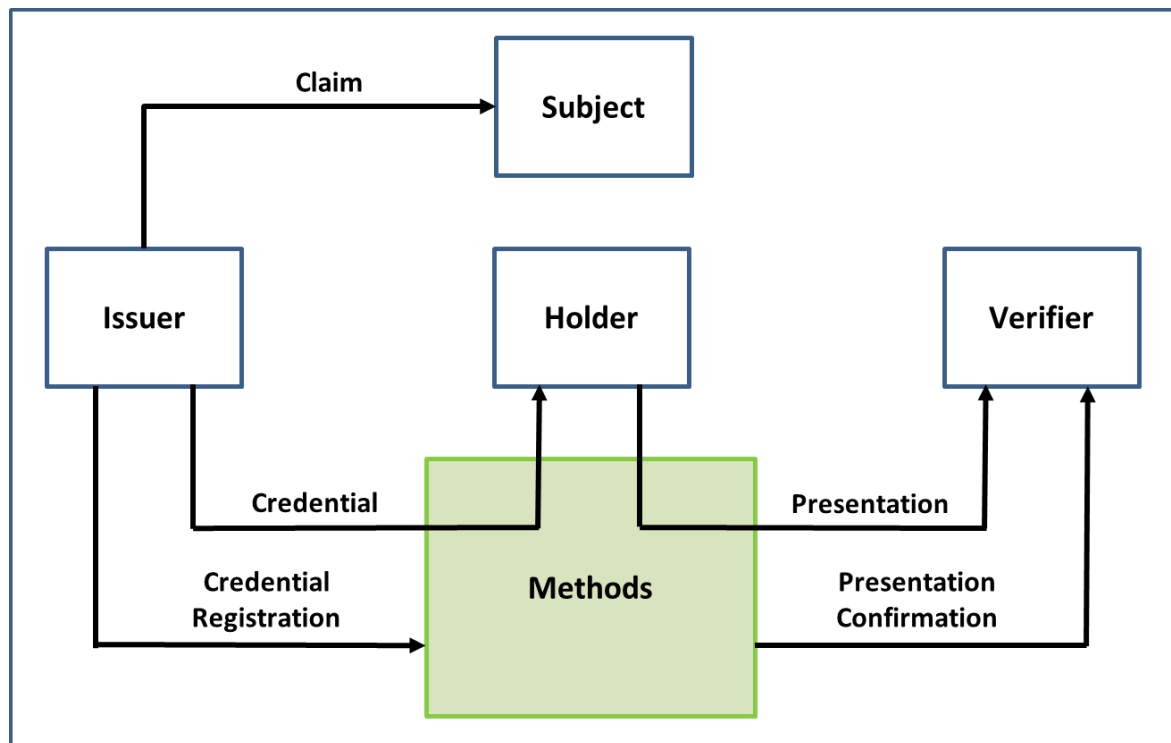 Claim
Subject
Issuer
Holder
Verifier
Credential
Presentation
Credential
Registration
Methods
Presentation
Confirmation